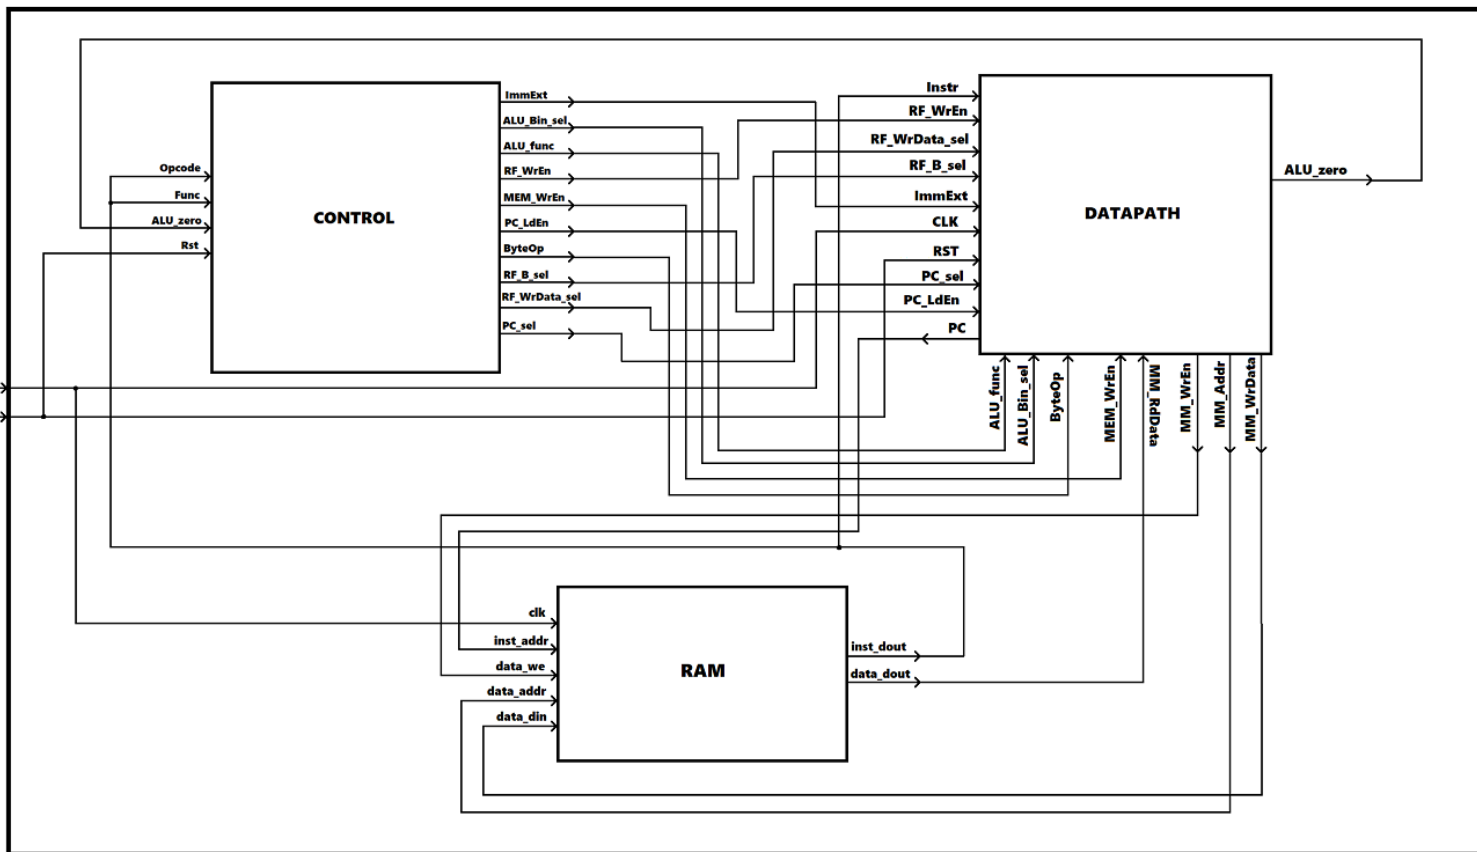 CONTROL
Opcode
Func
ALU_zero
Rst
ImmExt
ALU_Bin_sel
ALU_func
RF_WrEn
MEM_WrEn
PC_LdEn
ByteOp
RF_B_sel
RF_WrData_sel
PC_sel
DATAPATH
Instr
RF_WrEn
RF_WrData_sel
RF_B_sel
ImmExt
CLK
RST
PC_sel
PC_LdEn
PC
ALU_zero
ALU_func
ALU_Bin_sel
ByteOp
MEM_WrEn
MM_RdData
MM_WrEn
MM_Addr
MM_WrData
RAM
clk
inst_addr
data_we
data_addr
data_din
inst_dout
data_dout